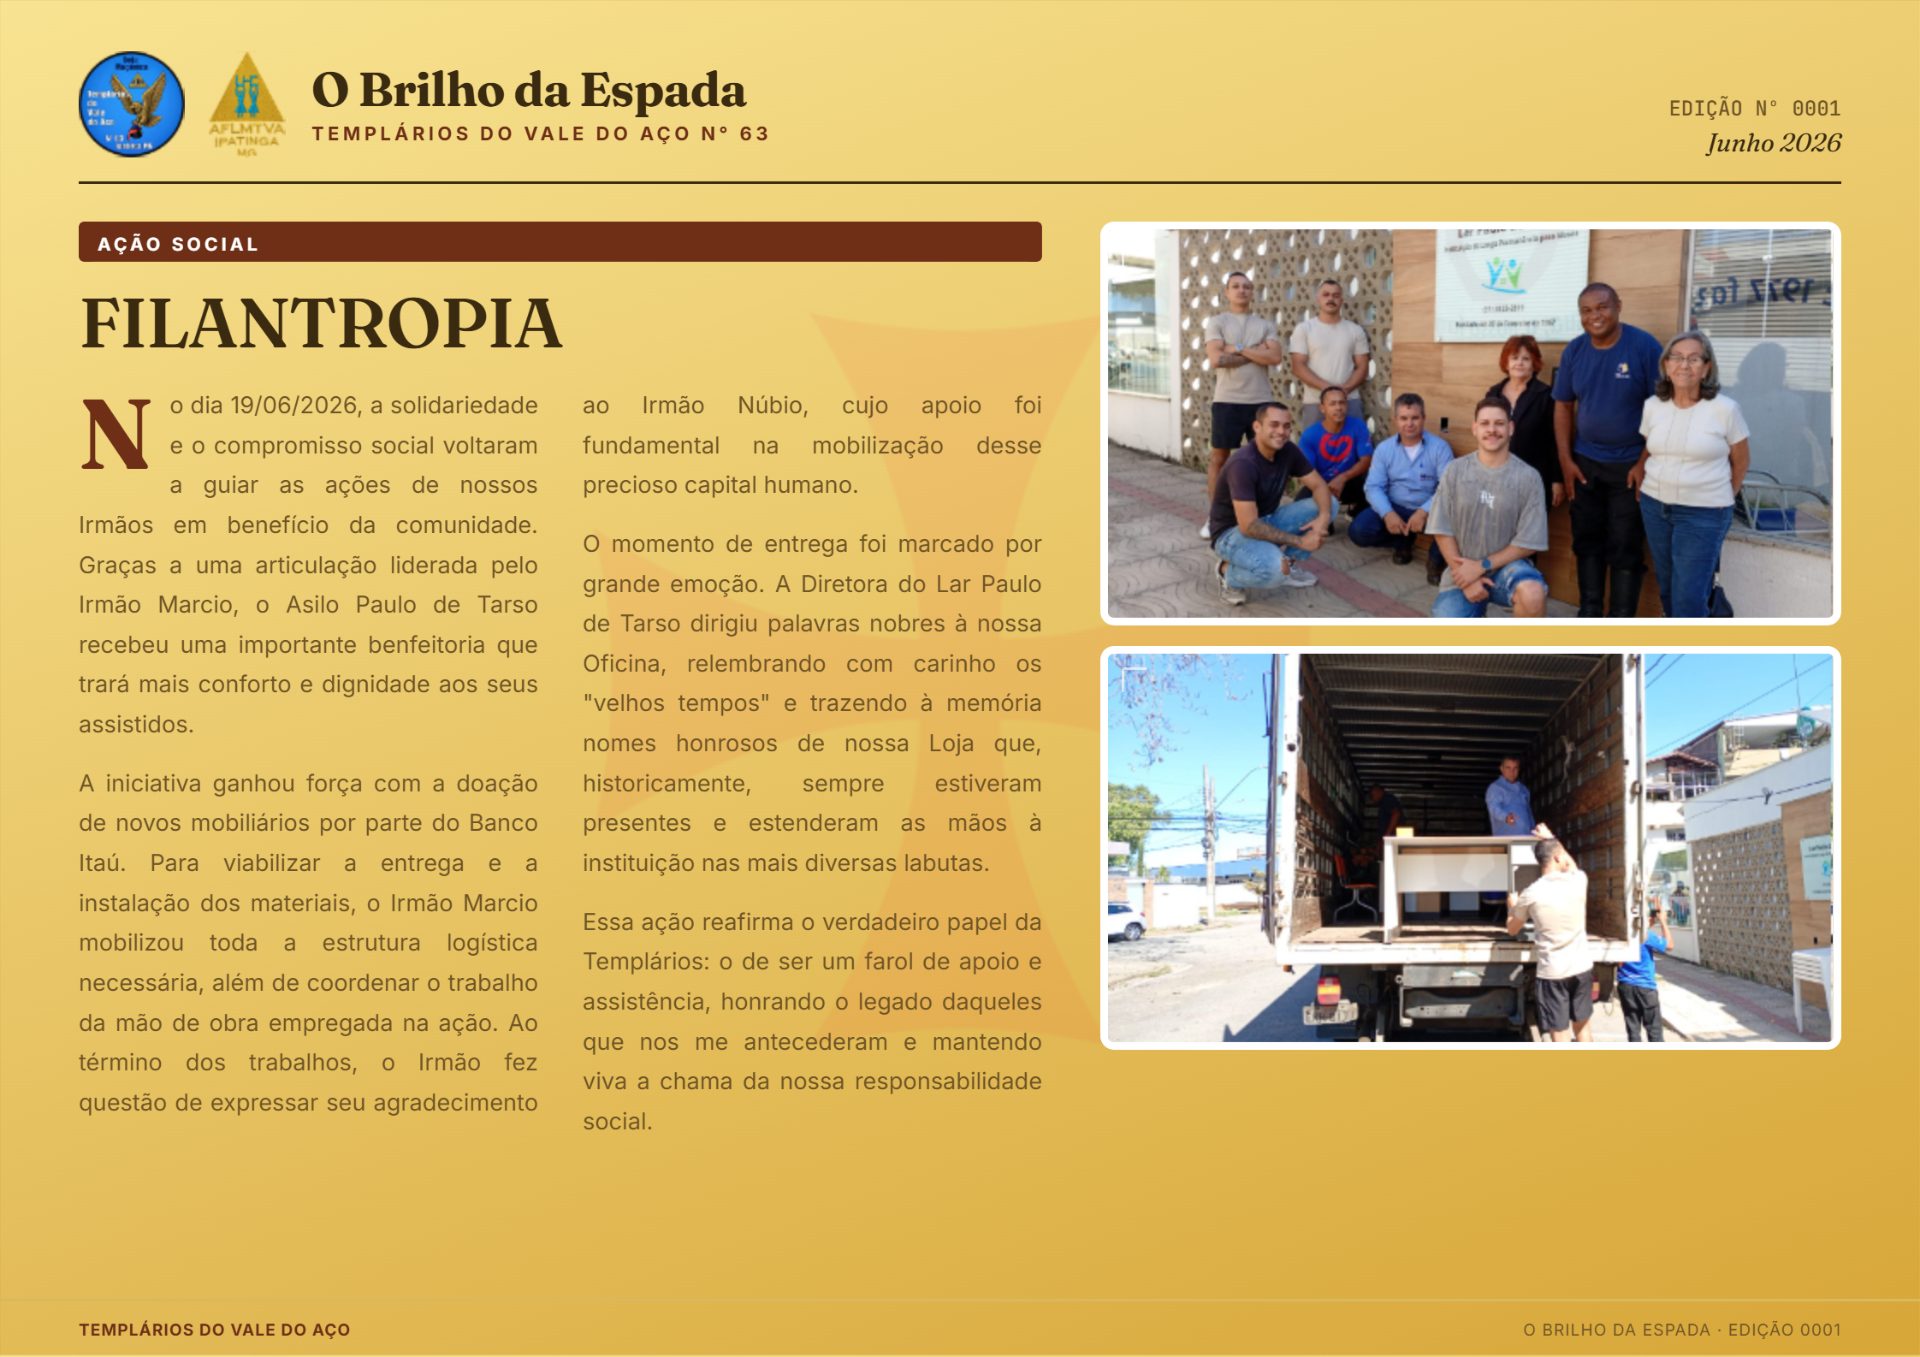 O Brilho da Espada
TEMPLÁRIOS DO VALE DO AÇO N° 63
AFLMTVA
IPATINGA
MG
EDIÇÃO N° 0001
Junho 2026
AÇÃO SOCIAL
FILANTROPIA
No dia 19/06/2026, a solidariedade
e o compromisso social voltaram
a guiar as ações de nossos
Irmãos em benefício da comunidade.
Graças a uma articulação liderada pelo
Irmão Marcio, o Asilo Paulo de Tarso
recebeu uma importante benfeitoria que
trará mais conforto e dignidade aos seus
assistidos.
A iniciativa ganhou força com a doação
de novos mobiliários por parte do Banco
Itaú. Para viabilizar a entrega e a
instalação dos materiais, o Irmão Marcio
mobilizou toda a estrutura logística
necessária, além de coordenar o trabalho
da mão de obra empregada na ação. Ao
término dos trabalhos, o Irmão fez
questão de expressar seu agradecimento
ao Irmão Núbio, cujo apoio foi
fundamental na mobilização desse
precioso capital humano.
O momento de entrega foi marcado por
grande emoção. A Diretora do Lar Paulo
de Tarso dirigiu palavras nobres à nossa
Oficina, relembrando com carinho os
"velhos tempos" e trazendo à memória
nomes honrosos de nossa Loja que,
historicamente, sempre estiveram
presentes e estenderam as mãos à
instituição nas mais diversas labutas.
Essa ação reafirma o verdadeiro papel da
Templários: o de ser um farol de apoio e
assistência, honrando o legado daqueles
que nos me antecederam e mantendo
viva a chama da nossa responsabilidade
social.
TEMPLÁRIOS DO VALE DO AÇO
O BRILHO DA ESPADA · EDIÇÃO 0001